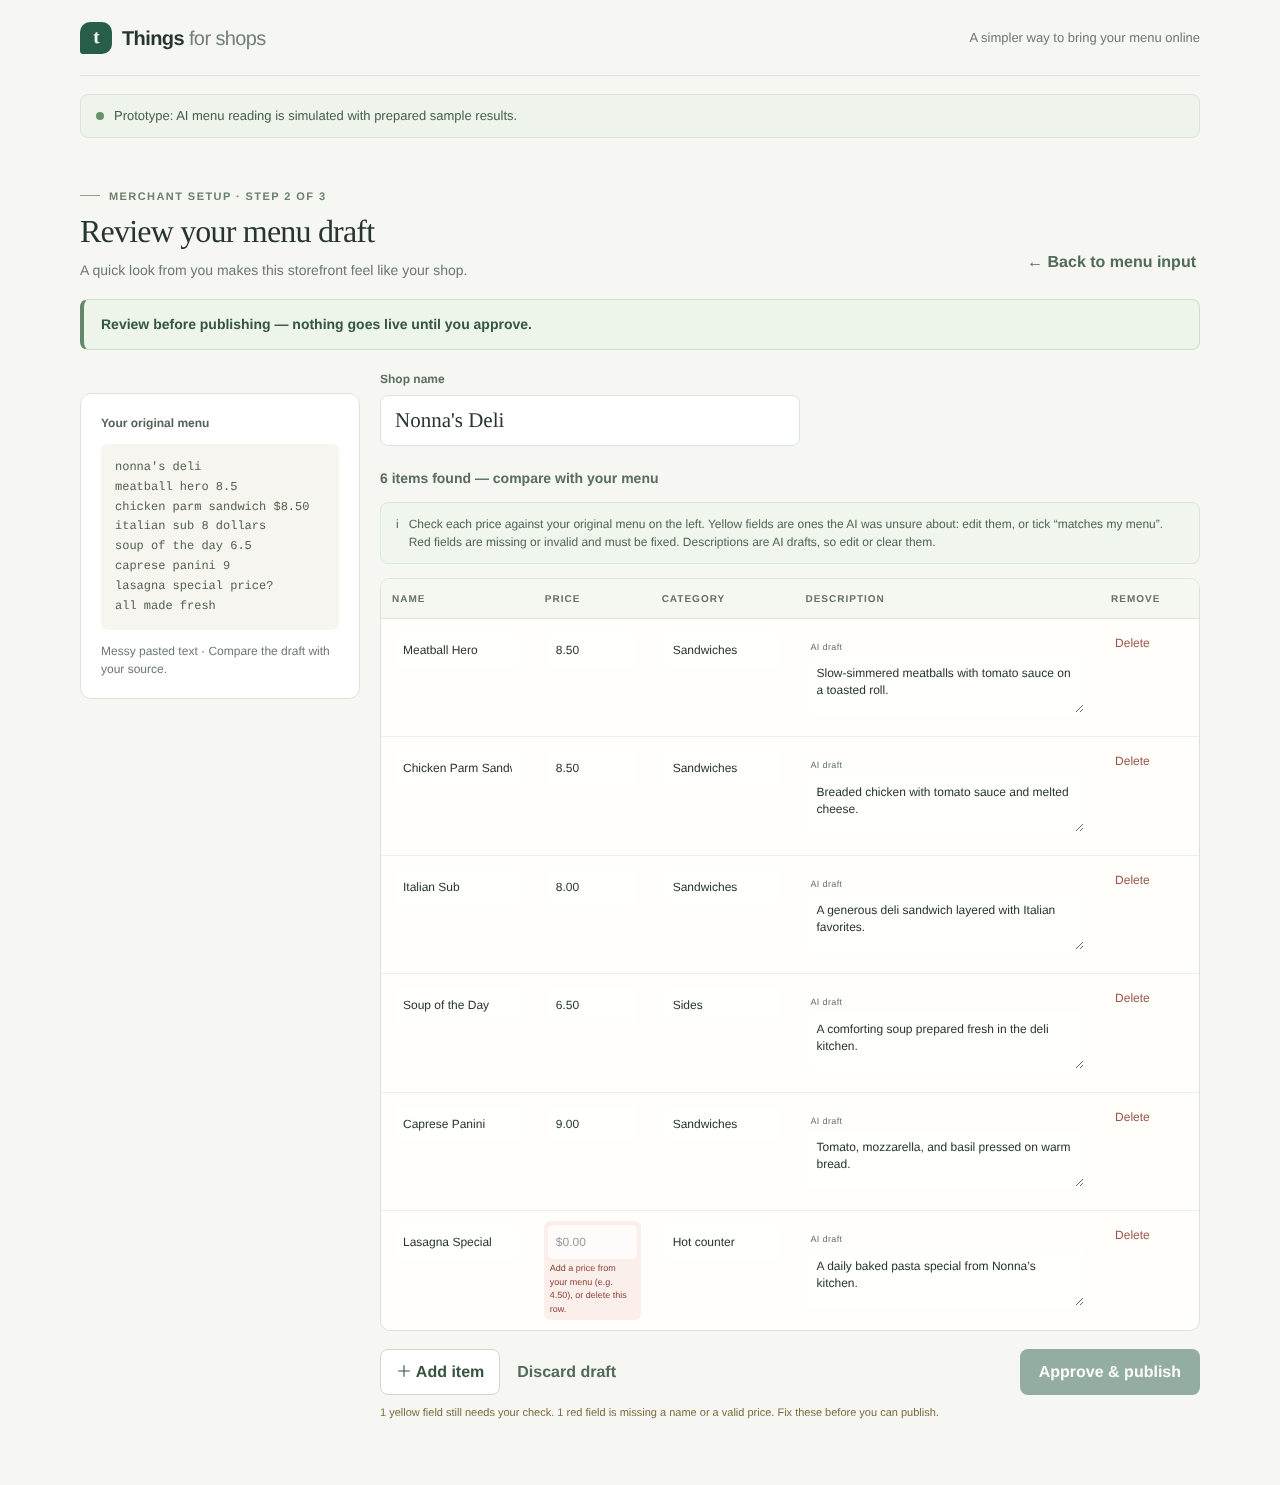 t
Things for shops
A simpler way to bring your menu online
Prototype: AI menu reading is simulated with prepared sample results.
MERCHANT SETUP · STEP 2 OF 3
Review your menu draft
A quick look from you makes this storefront feel like your shop.
← Back to menu input
Review before publishing — nothing goes live until you approve.
Your original menu
nonna's deli
meatball hero 8.5
chicken parm sandwich $8.50
italian sub 8 dollars
soup of the day 6.5
caprese panini 9
lasagna special price?
all made fresh
Messy pasted text · Compare the draft with
your source.
Shop name
Nonna's Deli
6 items found — compare with your menu
i Check each price against your original menu on the left. Yellow fields are ones the AI was unsure about: edit them, or tick “matches my menu”.
Red fields are missing or invalid and must be fixed. Descriptions are AI drafts, so edit or clear them.
NAME PRICE CATEGORY DESCRIPTION REMOVE
Meatball Hero 8.50 Sandwiches AI draft Delete
Slow-simmered meatballs with tomato sauce on
a toasted roll.
Chicken Parm Sandw 8.50 Sandwiches AI draft Delete
Breaded chicken with tomato sauce and melted
cheese.
Italian Sub 8.00 Sandwiches AI draft Delete
A generous deli sandwich layered with Italian
favorites.
Soup of the Day 6.50 Sides AI draft Delete
A comforting soup prepared fresh in the deli
kitchen.
Caprese Panini 9.00 Sandwiches AI draft Delete
Tomato, mozzarella, and basil pressed on warm
bread.
Lasagna Special $0.00 Hot counter AI draft Delete
Add a price from
your menu (e.g.
4.50), or delete this
row.
A daily baked pasta special from Nonna’s
kitchen.
+ Add item
Discard draft
Approve & publish
1 yellow field still needs your check. 1 red field is missing a name or a valid price. Fix these before you can publish.